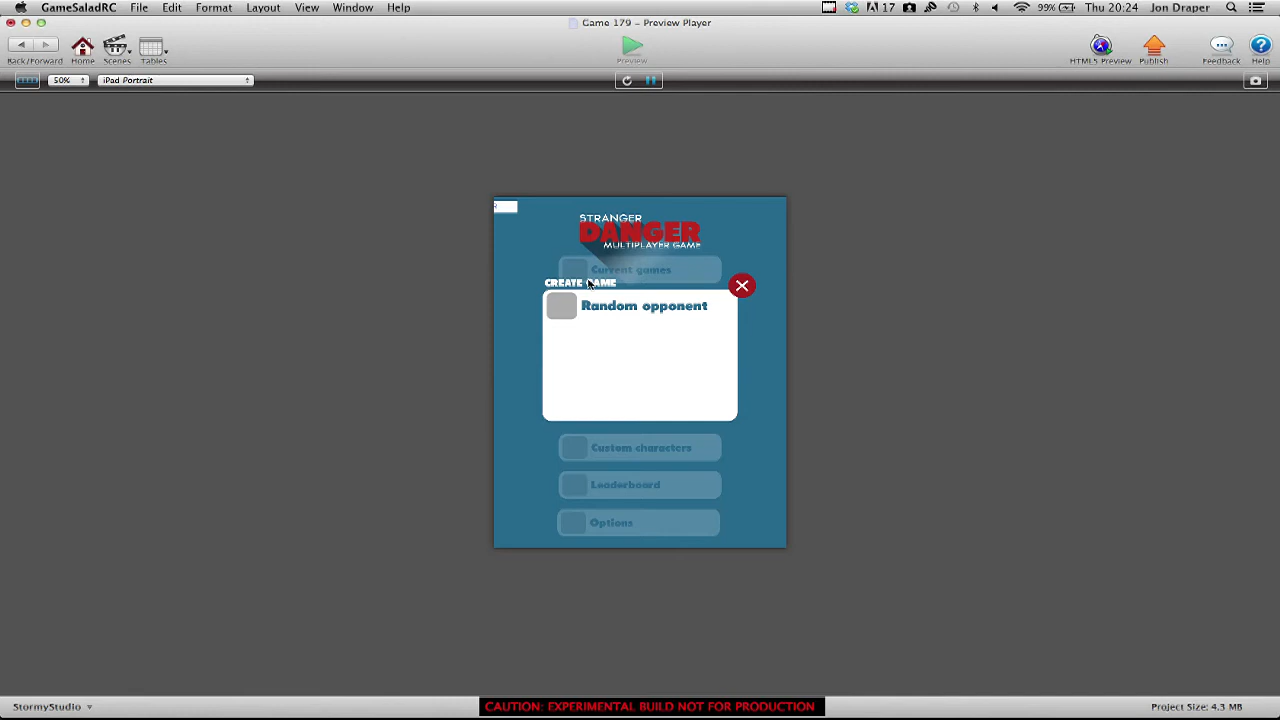 GameSaladRC File Edit Format Layout View Window Help 17 99% Thu 20:24 Jon Draper
Game 179 – Preview Player
Back/Forward Home Scenes Tables Preview HTML5 Preview Publish Feedback Help
50% iPad Portrait
STRANGER
DANGER
MULTIPLAYER GAME
Current games
CREATE GAME
Random opponent
Custom characters
Leaderboard
Options
StormyStudio CAUTION: EXPERIMENTAL BUILD NOT FOR PRODUCTION Project Size: 4.3 MB